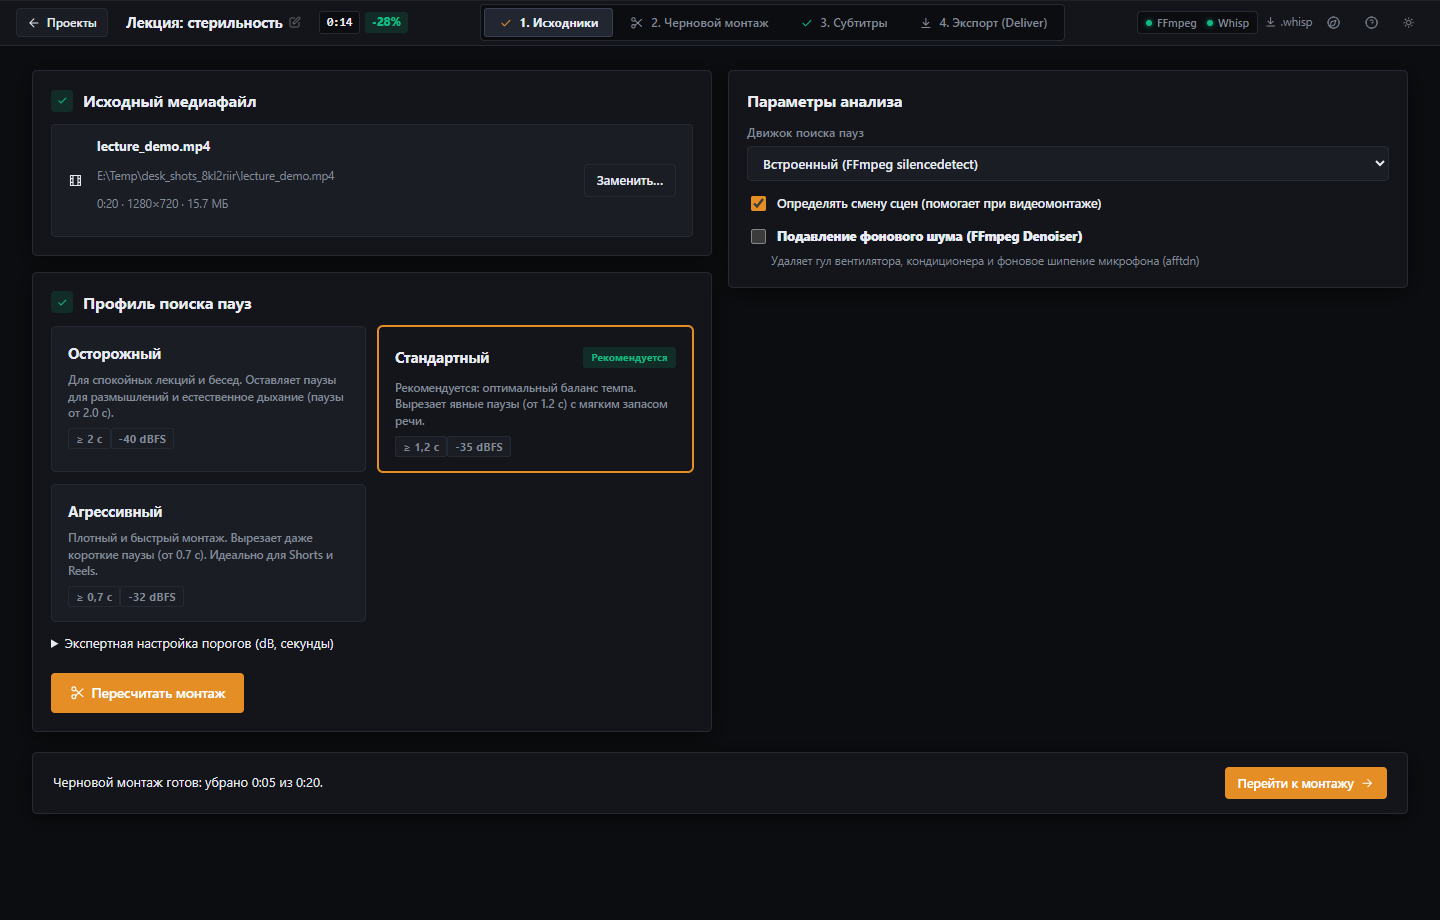 Проекты
Лекция: стерильность
0:14
-28%
1. Исходники
2. Черновой монтаж
3. Субтитры
4. Экспорт (Deliver)
FFmpeg
Whisp
.whisp
Исходный медиафайл
lecture_demo.mp4
E:\Temp\desk_shots_8kl2riir\lecture_demo.mp4
0:20 · 1280×720 · 15.7 МБ
Заменить...
Профиль поиска пауз
Осторожный
Для спокойных лекций и бесед. Оставляет паузы
для размышлений и естественное дыхание (паузы
от 2.0 с).
≥ 2 с
-40 dBFS
Стандартный
Рекомендуется
Рекомендуется: оптимальный баланс темпа.
Вырезает явные паузы (от 1.2 с) с мягким запасом
речи.
≥ 1,2 с
-35 dBFS
Агрессивный
Плотный и быстрый монтаж. Вырезает даже
короткие паузы (от 0.7 с). Идеально для Shorts и
Reels.
≥ 0,7 с
-32 dBFS
Экспертная настройка порогов (dB, секунды)
Пересчитать монтаж
Параметры анализа
Движок поиска пауз
Встроенный (FFmpeg silencedetect)
Определять смену сцен (помогает при видеомонтаже)
Подавление фонового шума (FFmpeg Denoiser)
Удаляет гул вентилятора, кондиционера и фоновое шипение микрофона (afftdn)
Черновой монтаж готов: убрано 0:05 из 0:20.
Перейти к монтажу